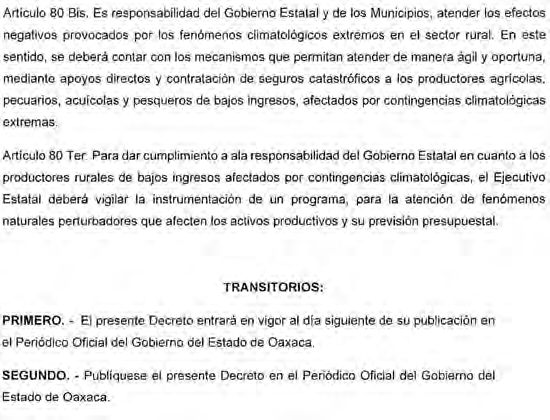 Artículo 80 Bis. Es responsabilidad del Gobierno Estatal y de los Municipios, atender los efectos
negativos provocados por los fenómenos climatológicos extremos en el sector rural. En este
sentido, se deberá contar con los mecanismos que permitan atender de manera ágil y oportuna,
mediante apoyos directos y contratación de seguros catastróficos a los productores agrícolas,
pecuarios, acuícolas y pesqueros de bajos ingresos, afectados por contingencias climatológicas
extremas.
Artículo 80 Ter. Para dar cumplimiento a ala responsabilidad del Gobierno Estatal en cuanto a los
productores rurales de bajos ingresos afectados por contingencias climatológicas, el Ejecutivo
Estatal deberá vigilar la instrumentación de un programa, para la atención de fenómenos
naturales perturbadores que afecten los activos productivos y su previsión presupuestal.
TRANSITORIOS:
PRIMERO. - El presente Decreto entrará en vigor al día siguiente de su publicación en
el Periódico Oficial del Gobierno del Estado de Oaxaca.
SEGUNDO. - Publíquese el presente Decreto en el Periódico Oficial del Gobierno del
Estado de Oaxaca.